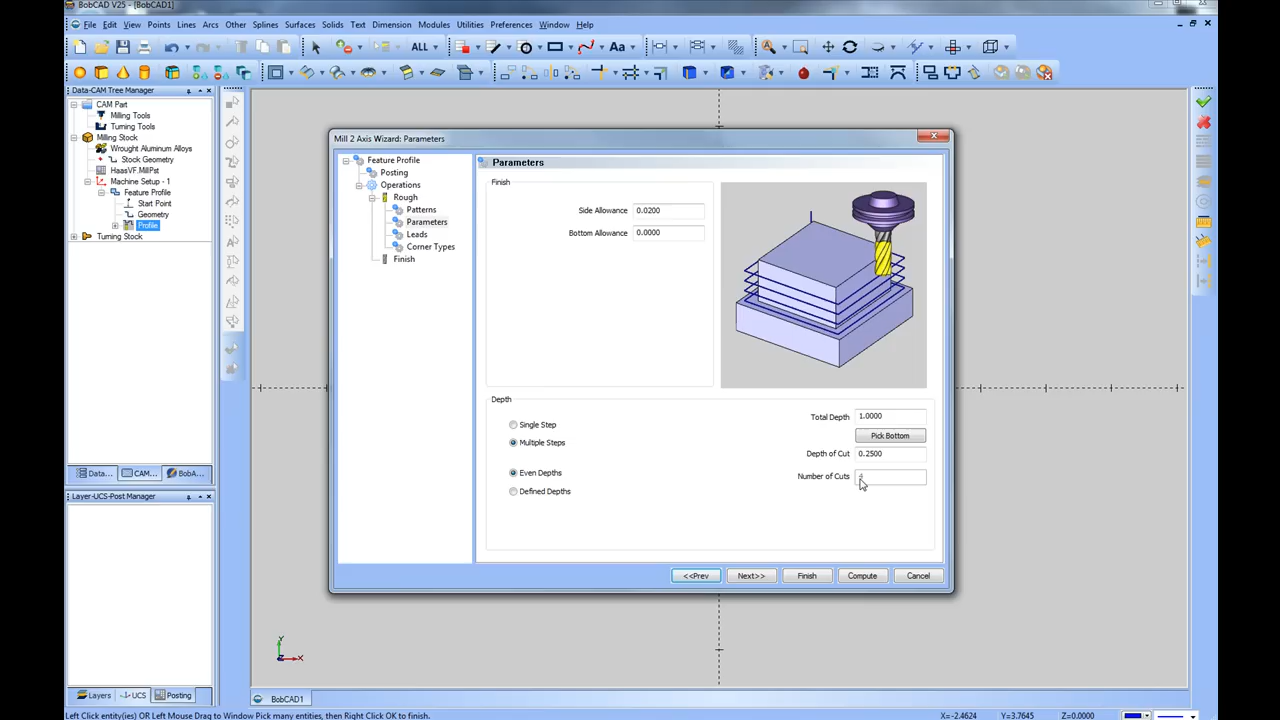 BobCAD V25 - [BobCAD1]
File Edit View Points Lines Arcs Other Splines Surfaces Solids Text Dimension Modules Utilities Preferences Window Help
ALL
Aa
Data-CAM Tree Manager
CAM Part
Milling Tools
Turning Tools
Milling Stock
Wrought Aluminum Alloys
Stock Geometry
HaasVF.MillPst
Machine Setup - 1
Feature Profile
Start Point
Geometry
Profile
Turning Stock
Data... CAM... BobA...
Layer-UCS-Post Manager
Layers UCS Posting
Mill 2 Axis Wizard: Parameters
Feature Profile
Posting
Operations
Rough
Patterns
Parameters
Leads
Corner Types
Finish
Parameters
Finish
Side Allowance 0.0200
Bottom Allowance 0.0000
Depth
Single Step
Multiple Steps
Even Depths
Defined Depths
Total Depth 1.0000
Pick Bottom
Depth of Cut 0.2500
Number of Cuts 4
<<Prev Next>> Finish Compute Cancel
Y
X
BobCAD1
Left Click entity(ies) OR Left Mouse Drag to Window Pick many entities, then Right Click OK to finish. X=-2.4624 Y=3.7645 Z=0.0000